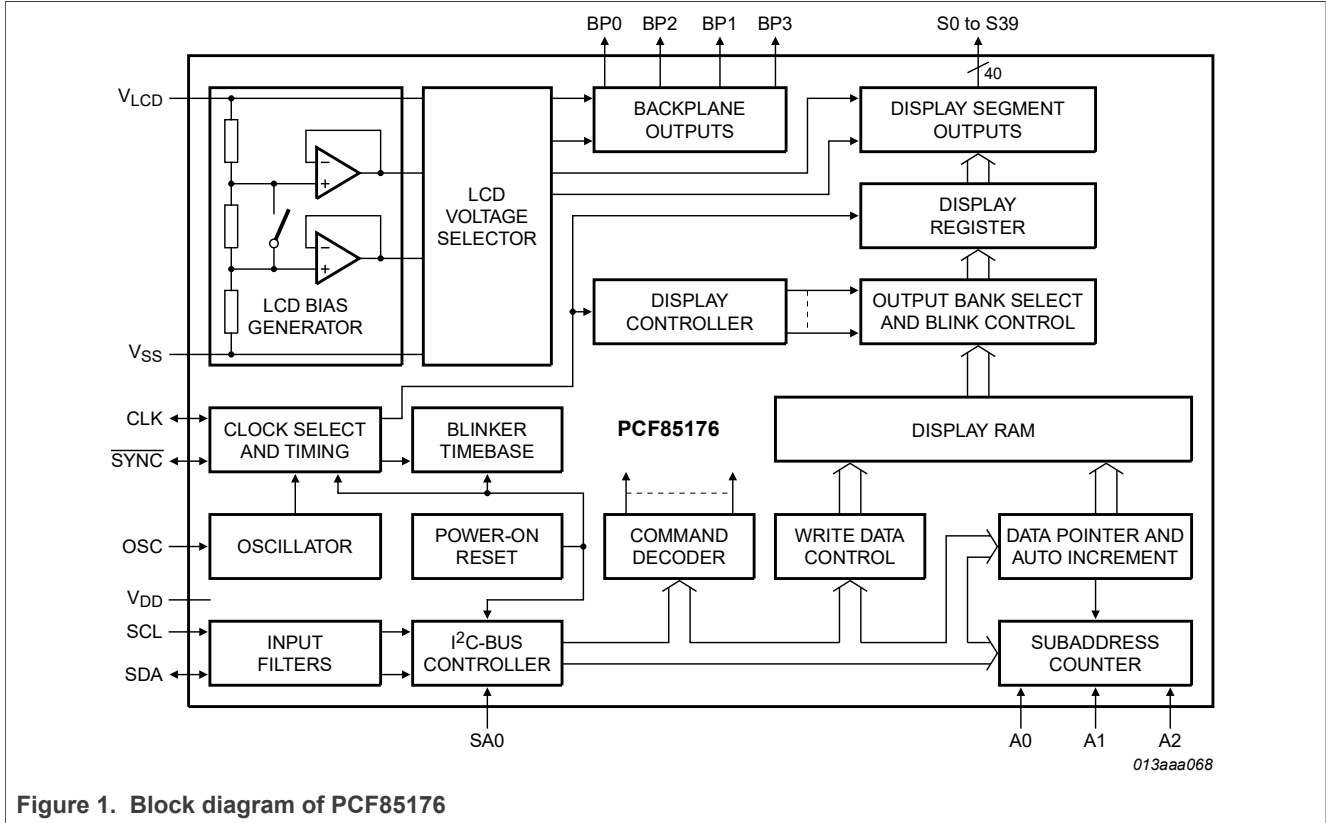 BP0 BP2 BP1 BP3 S0 to S39
40
VLCD
BACKPLANE
OUTPUTS
DISPLAY SEGMENT
OUTPUTS
LCD
VOLTAGE
SELECTOR
DISPLAY
REGISTER
LCD BIAS
GENERATOR
DISPLAY
CONTROLLER
OUTPUT BANK SELECT
AND BLINK CONTROL
VSS
CLK
SYNC
CLOCK SELECT
AND TIMING
BLINKER
TIMEBASE
PCF85176
DISPLAY RAM
OSC
OSCILLATOR
POWER-ON
RESET
COMMAND
DECODER
WRITE DATA
CONTROL
DATA POINTER AND
AUTO INCREMENT
VDD
SCL
SDA
INPUT
FILTERS
I²C-BUS
CONTROLLER
SUBADDRESS
COUNTER
SA0 A0 A1 A2
013aaa068
Figure 1. Block diagram of PCF85176
- + - +